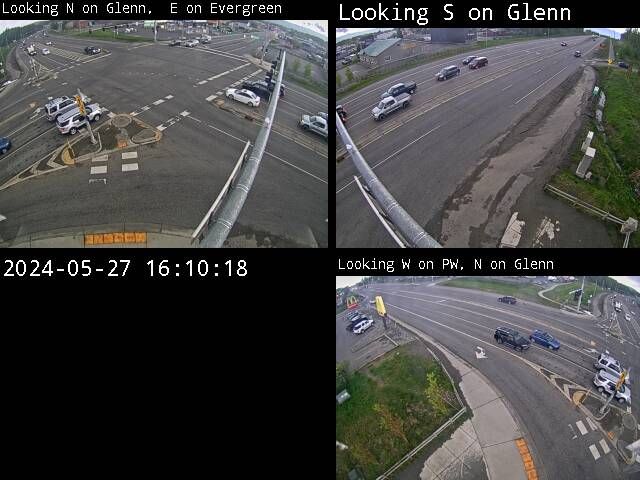 Looking N on Glenn, E on Evergreen
Looking S on Glenn
2024-05-27 16:10:18
Looking W on PW, N on Glenn